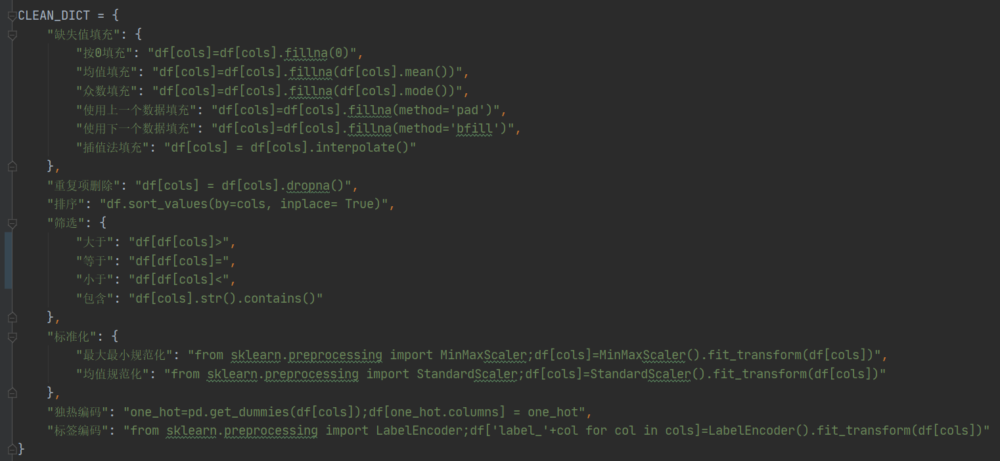 CLEAN_DICT = {
    "缺失值填充": {
        "按0填充": "df[cols]=df[cols].fillna(0)",
        "均值填充": "df[cols]=df[cols].fillna(df[cols].mean())",
        "众数填充": "df[cols]=df[cols].fillna(df[cols].mode())",
        "使用上一个数据填充": "df[cols]=df[cols].fillna(method='pad')",
        "使用下一个数据填充": "df[cols]=df[cols].fillna(method='bfill')",
        "插值法填充": "df[cols] = df[cols].interpolate()"
    },
    "重复项删除": "df[cols] = df[cols].dropna()",
    "排序": "df.sort_values(by=cols, inplace= True)",
    "筛选": {
        "大于": "df[df[cols]>",
        "等于": "df[df[cols]=",
        "小于": "df[df[cols]<",
        "包含": "df[cols].str().contains()"
    },
    "标准化": {
        "最大最小规范化": "from sklearn.preprocessing import MinMaxScaler;df[cols]=MinMaxScaler().fit_transform(df[cols])",
        "均值规范化": "from sklearn.preprocessing import StandardScaler;df[cols]=StandardScaler().fit_transform(df[cols])"
    },
    "独热编码": "one_hot=pd.get_dummies(df[cols]);df[one_hot.columns] = one_hot",
    "标签编码": "from sklearn.preprocessing import LabelEncoder;df['label_'+col for col in cols]=LabelEncoder().fit_transform(df[cols])"
}